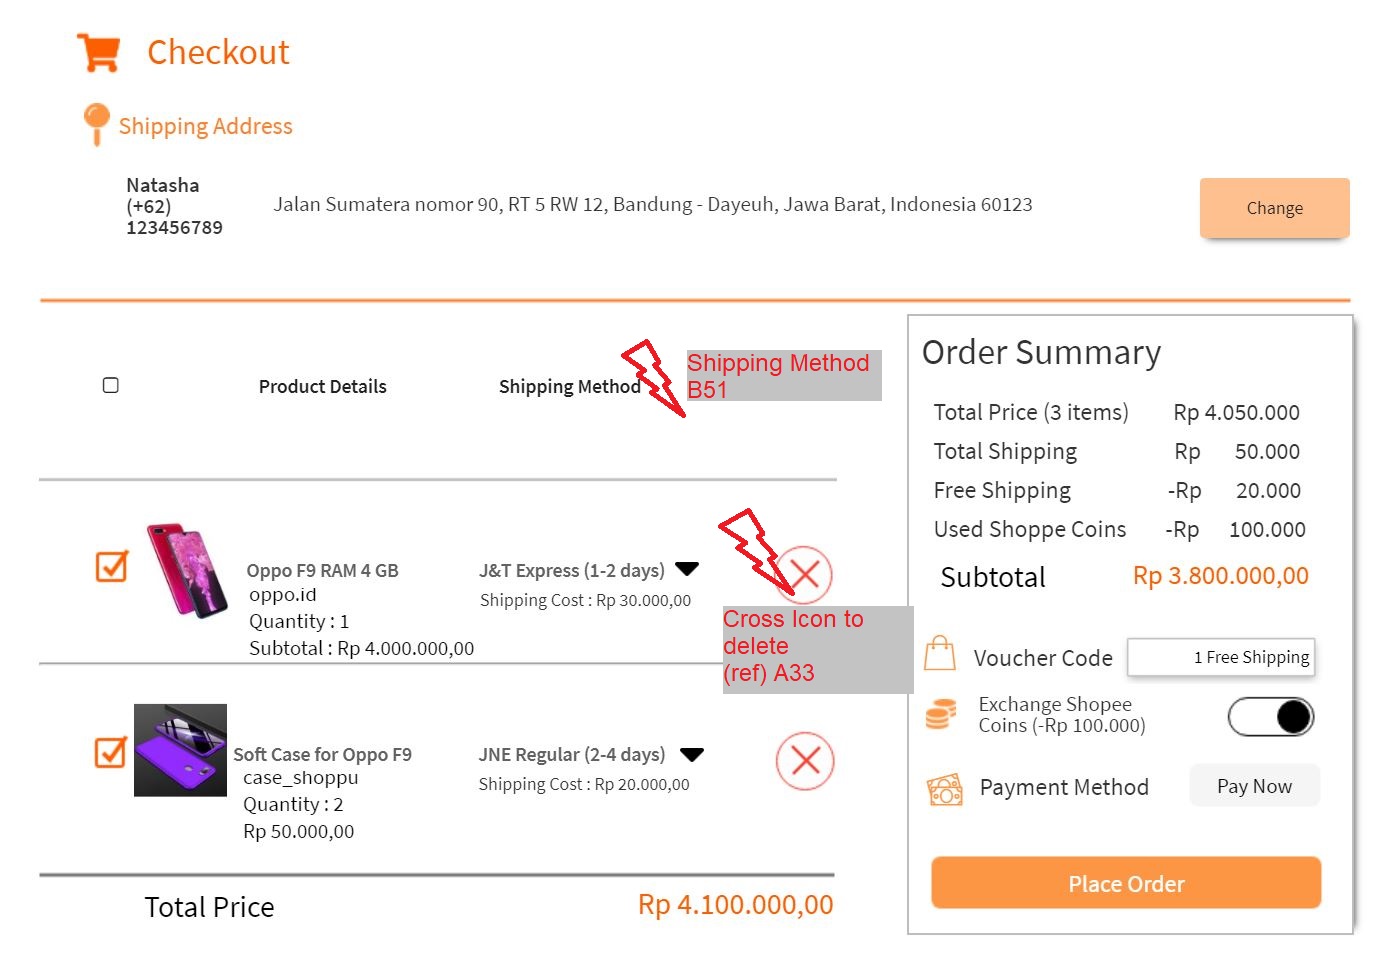 Checkout
Shipping Address
Natasha
(+62)
123456789
Jalan Sumatera nomor 90, RT 5 RW 12, Bandung - Dayeuh, Jawa Barat, Indonesia 60123
Change
Product Details
Shipping Method
Shipping Method
B51
Oppo F9 RAM 4 GB
oppo.id
Quantity : 1
Subtotal : Rp 4.000.000,00
J&T Express (1-2 days)
Shipping Cost : Rp 30.000,00
Cross Icon to
delete
(ref) A33
Soft Case for Oppo F9
case_shoppu
Quantity : 2
Rp 50.000,00
JNE Regular (2-4 days)
Shipping Cost : Rp 20.000,00
Total Price Rp 4.100.000,00
Order Summary
Total Price (3 items) Rp 4.050.000
Total Shipping Rp 50.000
Free Shipping -Rp 20.000
Used Shoppe Coins -Rp 100.000
Subtotal Rp 3.800.000,00
Voucher Code 1 Free Shipping
Exchange Shopee
Coins (-Rp 100.000)
Payment Method Pay Now
Place Order